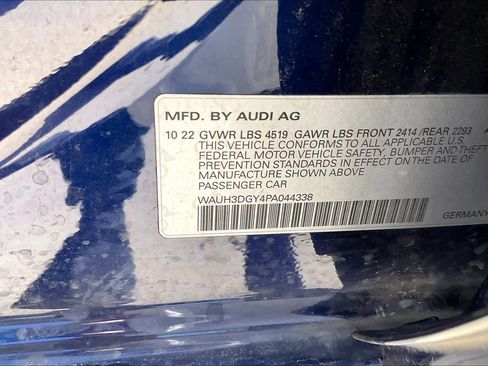 MFD. BY AUDI AG
10 22 GVWR LBS 4519 GAWR LBS FRONT 2414 /REAR 2293
THIS VEHICLE CONFORMS TO ALL APPLICABLE U.S.
FEDERAL MOTOR VEHICLE SAFETY, BUMPER AND THEFT
PREVENTION STANDARDS IN EFFECT ON THE DATE OF
MANUFACTURE SHOWN ABOVE
PASSENGER CAR
WAUH3DGY4PA044338
GERMANY